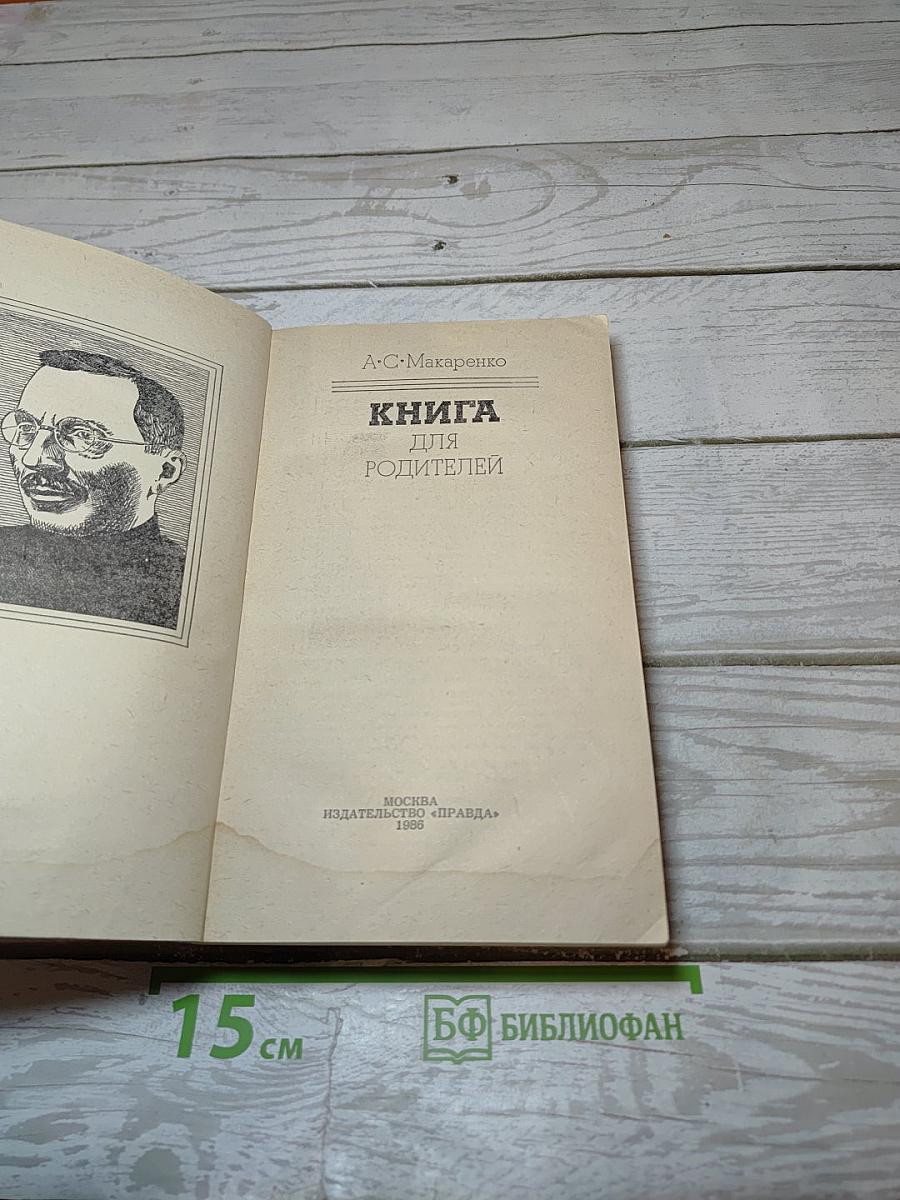 А·С·Макаренко
КНИГА
ДЛЯ
РОДИТЕЛЕЙ
МОСКВА
ИЗДАТЕЛЬСТВО «ПРАВДА»
1986
15 см
БФ БИБЛИОФАН